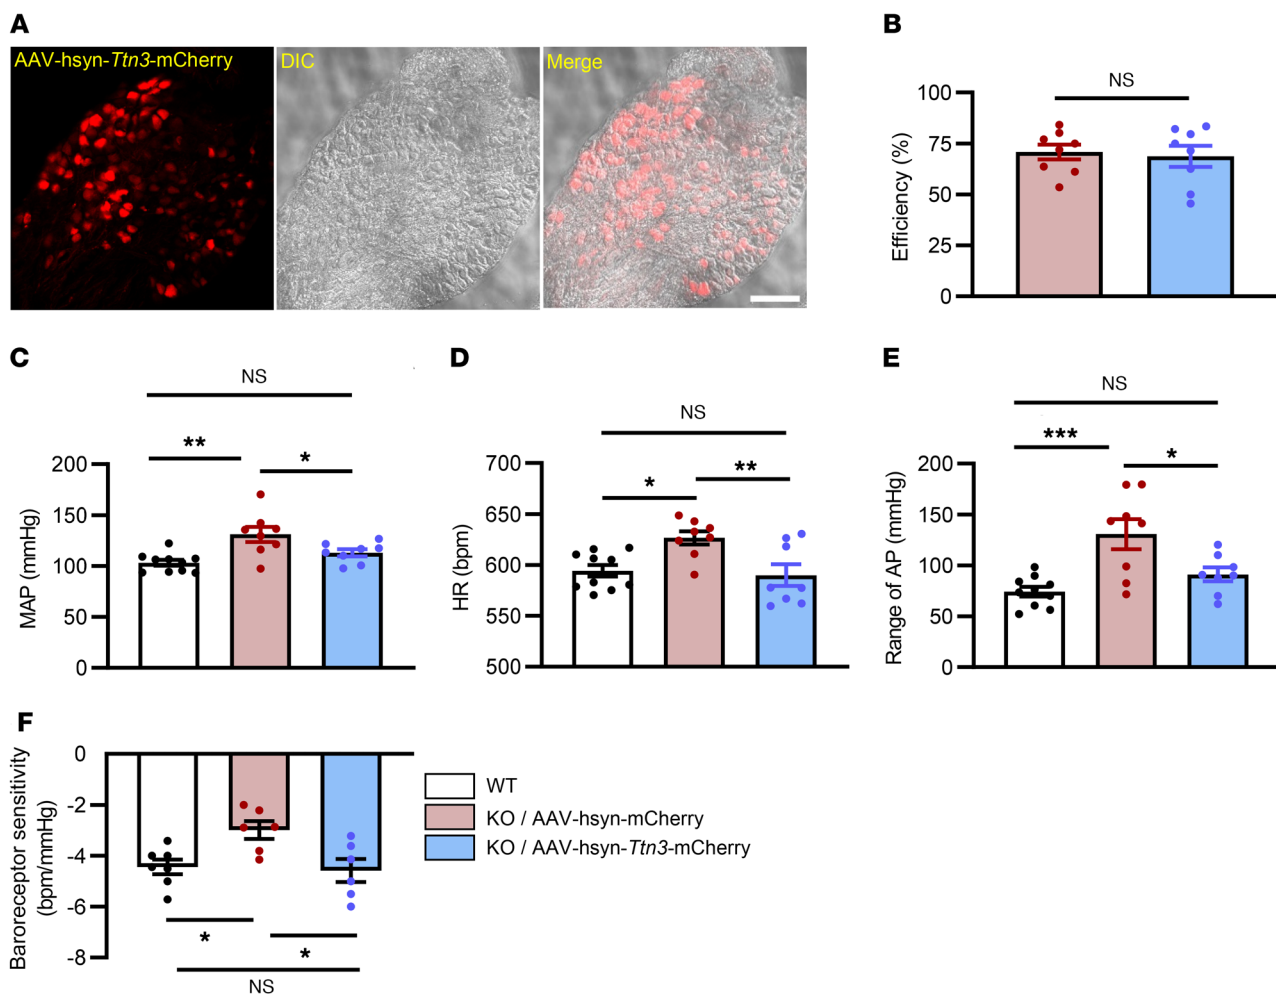 A
AAV-hsyn-Ttn3-mCherry
DIC
Merge
B
NS
Efficiency (%)
100
75
50
25
0
C
NS
**
*
MAP (mmHg)
200
150
100
50
0
D
NS
*
**
HR (bpm)
700
650
600
550
500
E
NS
***
*
Range of AP (mmHg)
200
150
100
50
0
F
Baroreceptor sensitivity
(bpm/mmHg)
0
-2
-4
-6
-8
*
*
NS
WT
KO / AAV-hsyn-mCherry
KO / AAV-hsyn-Ttn3-mCherry